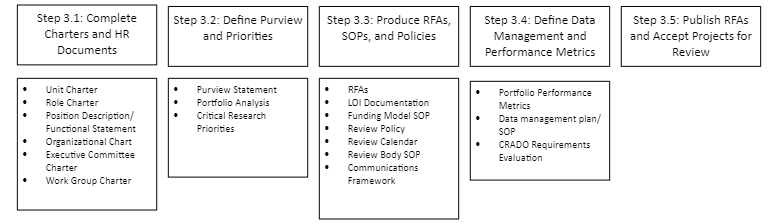 Step 3.1: Complete
Charters and HR
Documents
Step 3.2: Define Purview
and Priorities
Step 3.3: Produce RFAs,
SOPs, and Policies
Step 3.4: Define Data
Management and
Performance Metrics
Step 3.5: Publish RFAs
and Accept Projects for
Review
• Unit Charter
• Role Charter
• Position Description/
Functional Statement
• Organizational Chart
• Executive Committee
Charter
• Work Group Charter
• Purview Statement
• Portfolio Analysis
• Critical Research
Priorities
• RFAs
• LOI Documentation
• Funding Model SOP
• Review Policy
• Review Calendar
• Review Body SOP
• Communications
Framework
• Portfolio Performance
Metrics
• Data management plan/
SOP
• CRADO Requirements
Evaluation